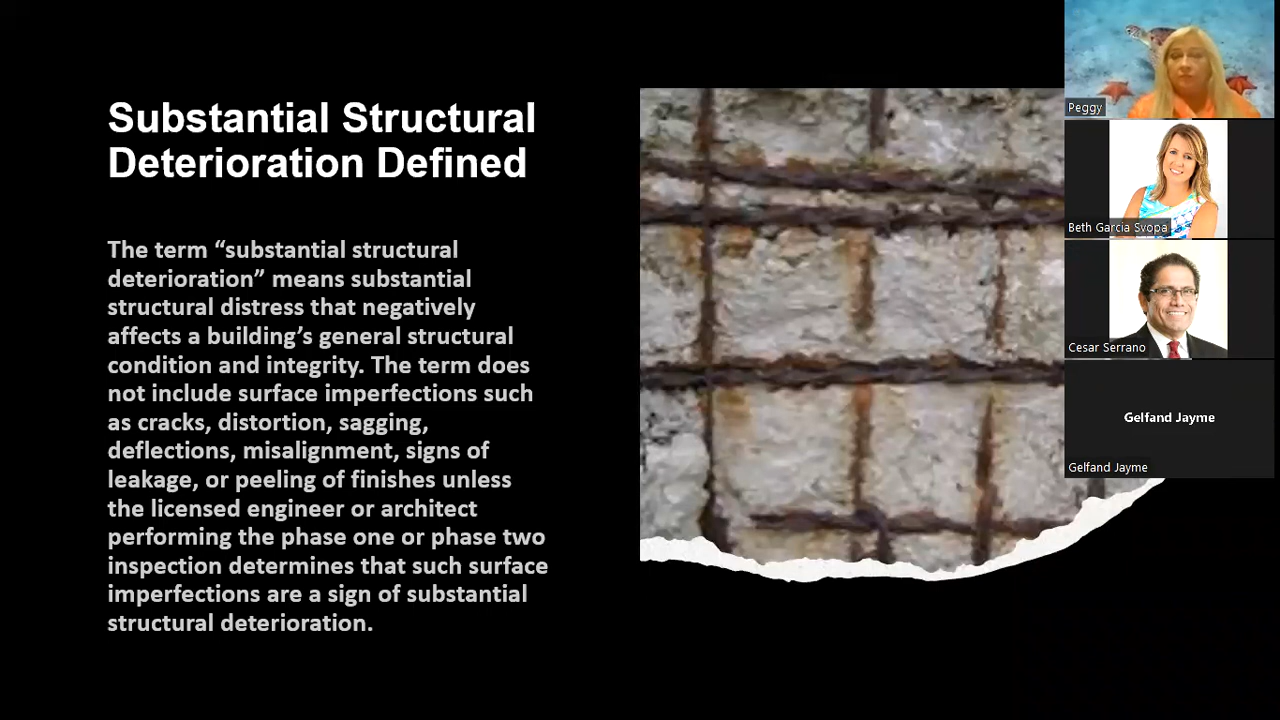 Substantial Structural
Deterioration Defined
The term “substantial structural
deterioration” means substantial
structural distress that negatively
affects a building’s general structural
condition and integrity. The term does
not include surface imperfections such
as cracks, distortion, sagging,
deflections, misalignment, signs of
leakage, or peeling of finishes unless
the licensed engineer or architect
performing the phase one or phase two
inspection determines that such surface
imperfections are a sign of substantial
structural deterioration.
Peggy
Beth Garcia Svopa
Cesar Serrano
Gelfand Jayme
Gelfand Jayme